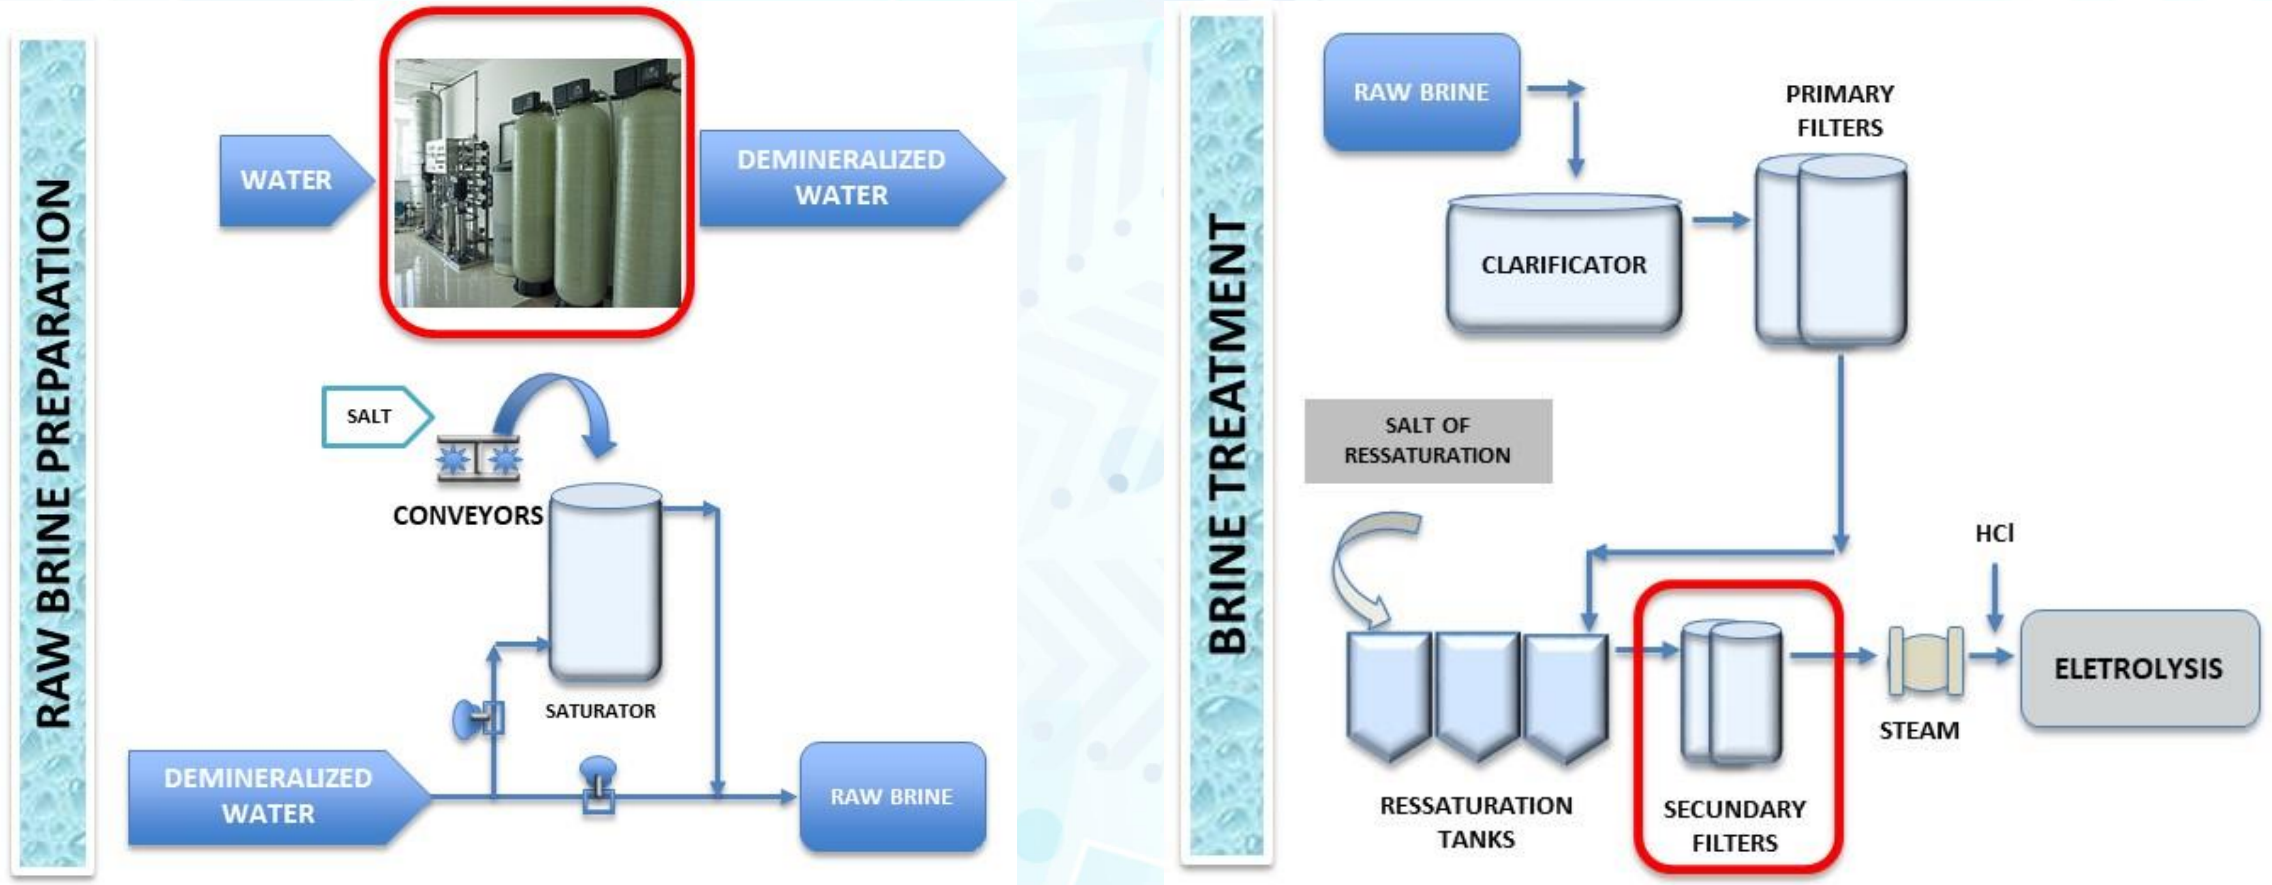 RAW BRINE PREPARATION
WATER
DEMINERALIZED
WATER
SALT
CONVEYORS
SATURATOR
DEMINERALIZED
WATER
RAW BRINE
BRINE TREATMENT
RAW BRINE
PRIMARY
FILTERS
CLARIFICATOR
SALT OF
RESSATURATION
HCl
ELETROLYSIS
STEAM
RESSATURATION
TANKS
SECUNDARY
FILTERS